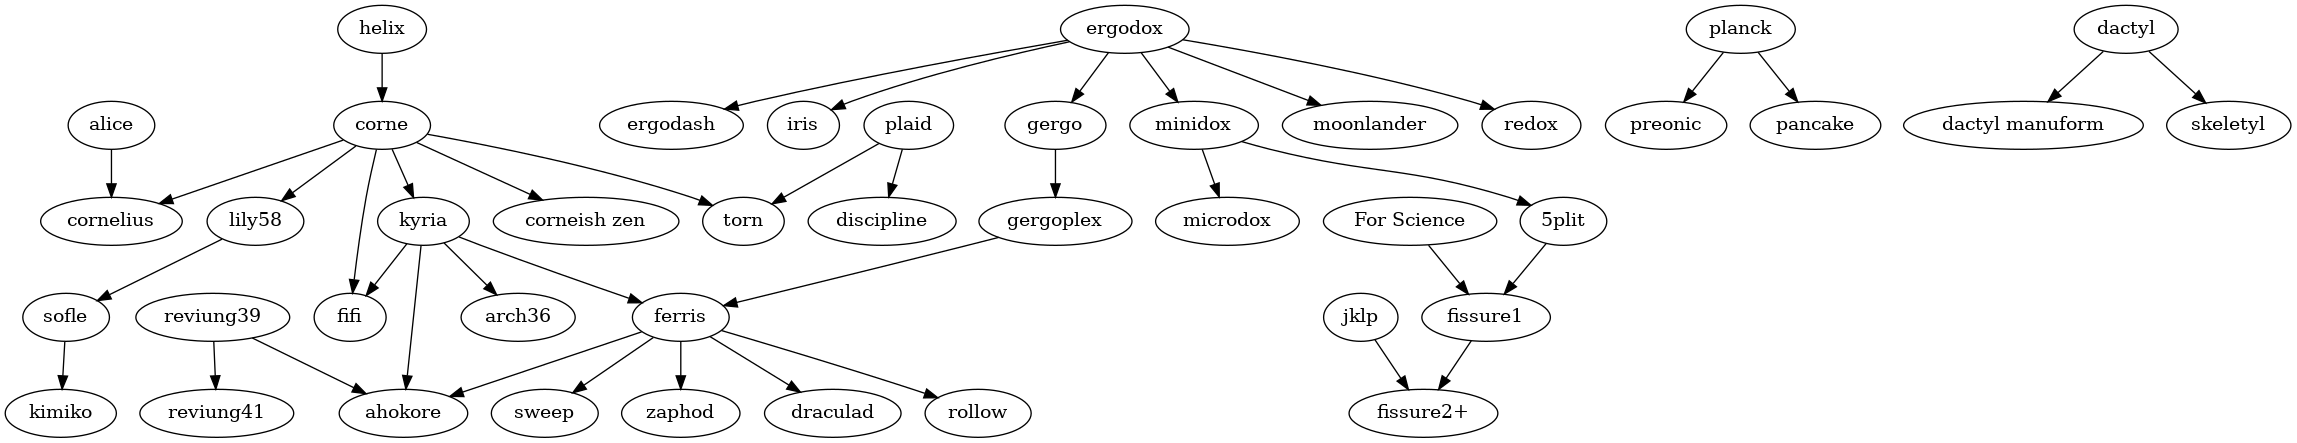 helix
ergodox
planck
dactyl
alice
corne
ergodash
iris
plaid
gergo
minidox
moonlander
redox
preonic
pancake
dactyl manuform
skeletyl
cornelius
lily58
kyria
corneish zen
torn
discipline
gergoplex
microdox
For Science
5plit
sofle
reviung39
fifi
arch36
ferris
jklp
fissure1
kimiko
reviung41
ahokore
sweep
zaphod
draculad
rollow
fissure2+